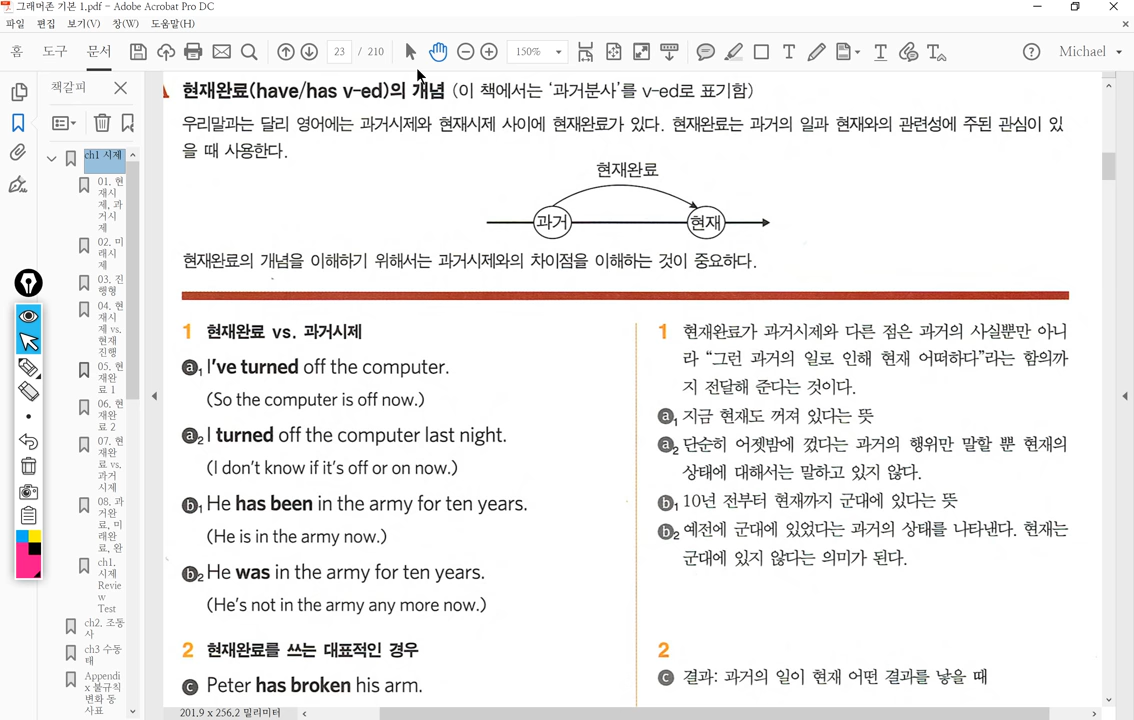 그래머존 기본 1.pdf - Adobe Acrobat Pro DC
파일 편집 보기(V) 창(W) 도움말(H)
홈 도구 문서 23 / 210 150% Michael
책갈피
ch1 시제
01. 현
재시
제, 과
거시
제
02. 미
래시
제
03. 진
행형
04. 현
재시
제 vs.
현재
진행
05. 현
재완
료 1
06. 현
재완
료 2
07. 현
재완
료 vs.
과거
시제
08. 과
거완
료, 미
래완
료, 완
ch1.
시제
Revie
w
Test
ch2. 조동
사
ch3 수동
태
Appendi
x 불규칙
변화 동
사표
현재완료(have/has v-ed)의 개념 (이 책에서는 ‘과거분사’를 v-ed로 표기함)
우리말과는 달리 영어에는 과거시제와 현재시제 사이에 현재완료가 있다. 현재완료는 과거의 일과 현재와의 관련성에 주된 관심이 있
을 때 사용한다.
현재완료
과거 현재
현재완료의 개념을 이해하기 위해서는 과거시제와의 차이점을 이해하는 것이 중요하다.
1 현재완료 vs. 과거시제
a1 I've turned off the computer.
(So the computer is off now.)
a2 I turned off the computer last night.
(I don't know if it's off or on now.)
b1 He has been in the army for ten years.
(He is in the army now.)
b2 He was in the army for ten years.
(He's not in the army any more now.)
2 현재완료를 쓰는 대표적인 경우
c Peter has broken his arm.
1 현재완료가 과거시제와 다른 점은 과거의 사실뿐만 아니
라 “그런 과거의 일로 인해 현재 어떠하다”라는 함의까
지 전달해 준다는 것이다.
a1 지금 현재도 꺼져 있다는 뜻
a2 단순히 어젯밤에 껐다는 과거의 행위만 말할 뿐 현재의
상태에 대해서는 말하고 있지 않다.
b1 10년 전부터 현재까지 군대에 있다는 뜻
b2 예전에 군대에 있었다는 과거의 상태를 나타낸다. 현재는
군대에 있지 않다는 의미가 된다.
2
c 결과: 과거의 일이 현재 어떤 결과를 낳을 때
201.9 x 256.2 밀리미터